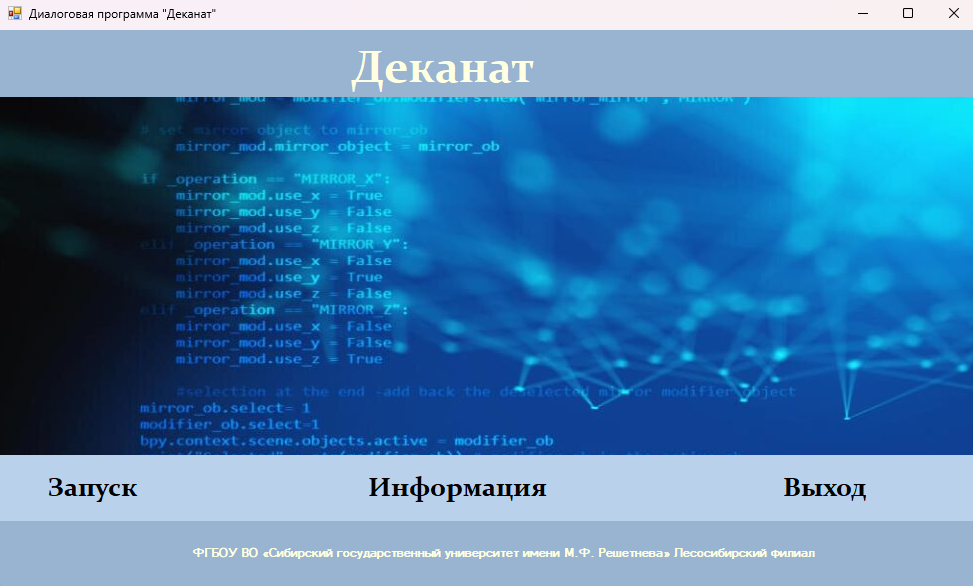 Диалоговая программа "Деканат"
Деканат
mirror_mod = modifier_ob.modifiers.new("mirror_mirror","MIRROR")
# set mirror object to mirror_ob
mirror_mod.mirror_object = mirror_ob
if _operation == "MIRROR_X":
mirror_mod.use_x = True
mirror_mod.use_y = False
mirror_mod.use_z = False
elif _operation == "MIRROR_Y":
mirror_mod.use_x = False
mirror_mod.use_y = True
mirror_mod.use_z = False
elif _operation == "MIRROR_Z":
mirror_mod.use_x = False
mirror_mod.use_y = False
mirror_mod.use_z = True
#selection at the end -add back the deselected mirror modifier object
mirror_ob.select= 1
modifier_ob.select=1
bpy.context.scene.objects.active = modifier_ob
Запуск
Информация
Выход
ФГБОУ ВО «Сибирский государственный университет имени М.Ф. Решетнева» Лесосибирский филиал